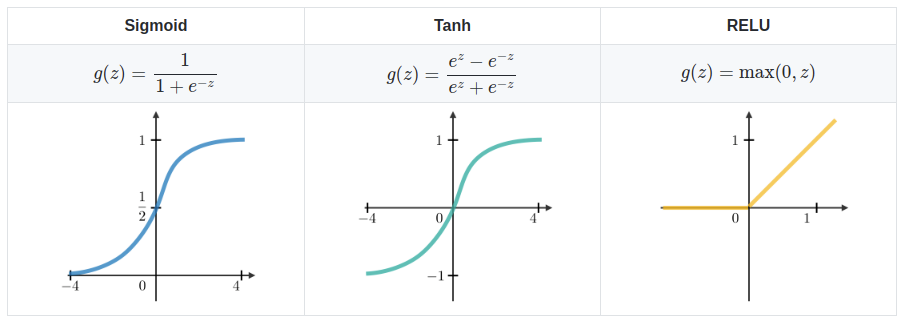 Sigmoid Tanh RELU
g(z) = 1 / (1 + e^{-z}) g(z) = (e^z − e^{-z}) / (e^z + e^{-z}) g(z) = max(0, z)
1
1/2
−4 0 4
1
−4 0 4
−1
1
0 1